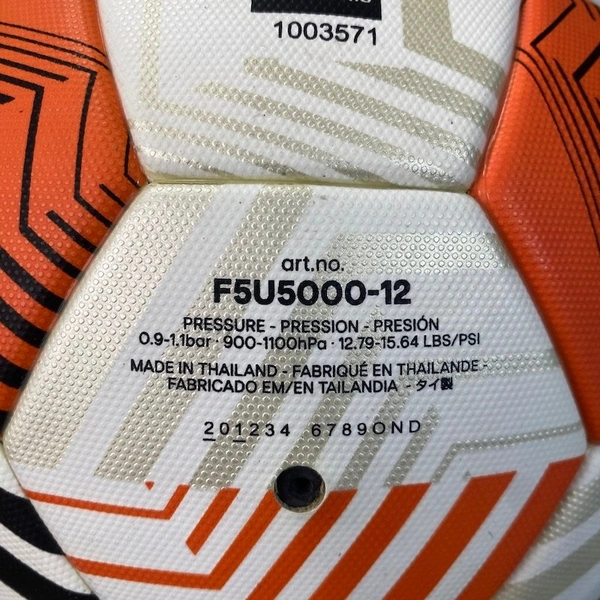 1003571
art.no.
F5U5000-12
PRESSURE - PRESSION - PRESIÓN
0.9-1.1bar · 900-1100hPa · 12.79-15.64 LBS/PSI
MADE IN THAILAND - FABRIQUÉ EN THAILANDE -
FABRICADO EM/EN TAILANDIA - タイ製
201234 6789OND